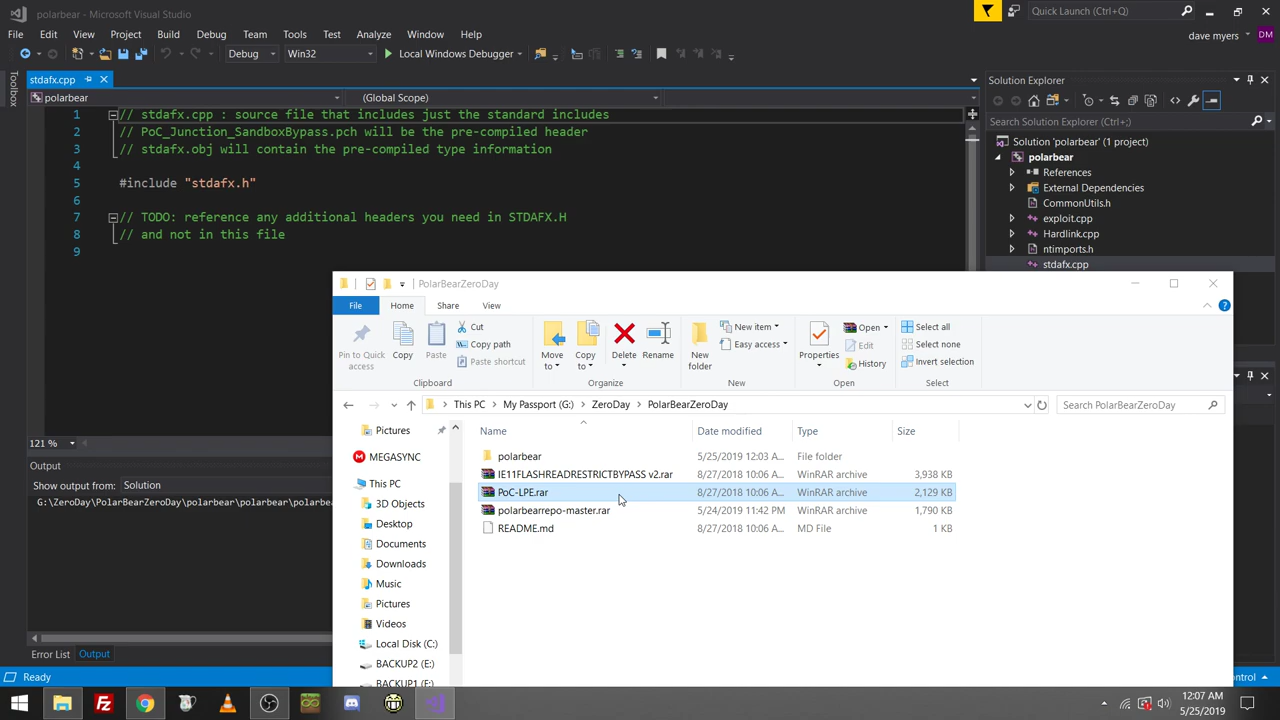 polarbear - Microsoft Visual Studio
Quick Launch (Ctrl+Q)
File Edit View Project Build Debug Team Tools Test Analyze Window Help
dave myers DM
Debug Win32 Local Windows Debugger
Toolbox
stdafx.cpp
polarbear (Global Scope)
1 // stdafx.cpp : source file that includes just the standard includes
2 // PoC_Junction_SandboxBypass.pch will be the pre-compiled header
3 // stdafx.obj will contain the pre-compiled type information
4
5 #include "stdafx.h"
6
7 // TODO: reference any additional headers you need in STDAFX.H
8 // and not in this file
9
121 %
Solution Explorer
Search Solution Explorer (Ctrl+;)
Solution 'polarbear' (1 project)
polarbear
References
External Dependencies
CommonUtils.h
exploit.cpp
Hardlink.cpp
ntimports.h
stdafx.cpp
Output
Show output from: Solution
G:\ZeroDay\PolarBearZeroDay\polarbear\polarbear\polarbea
Error List Output
Ready
PolarBearZeroDay
File Home Share View
Pin to Quick access
Copy
Paste
Cut
Copy path
Paste shortcut
Clipboard
Move to
Copy to
Delete
Rename
Organize
New folder
New item
Easy access
New
Properties
Open
Edit
History
Open
Select all
Select none
Invert selection
Select
This PC My Passport (G:) ZeroDay PolarBearZeroDay
Search PolarBearZeroDay
Pictures
MEGASYNC
This PC
3D Objects
Desktop
Documents
Downloads
Music
Pictures
Videos
Local Disk (C:)
BACKUP2 (E:)
BACKUP1 (F:)
Name Date modified Type Size
polarbear 5/25/2019 12:03 A... File folder
IE11FLASHREADRESTRICTBYPASS v2.rar 8/27/2018 10:06 A... WinRAR archive 3,938 KB
PoC-LPE.rar 8/27/2018 10:06 A... WinRAR archive 2,129 KB
polarbearrepo-master.rar 5/24/2019 11:42 PM WinRAR archive 1,790 KB
README.md 8/27/2018 10:06 A... MD File 1 KB
ontrol
12:07 AM
5/25/2019